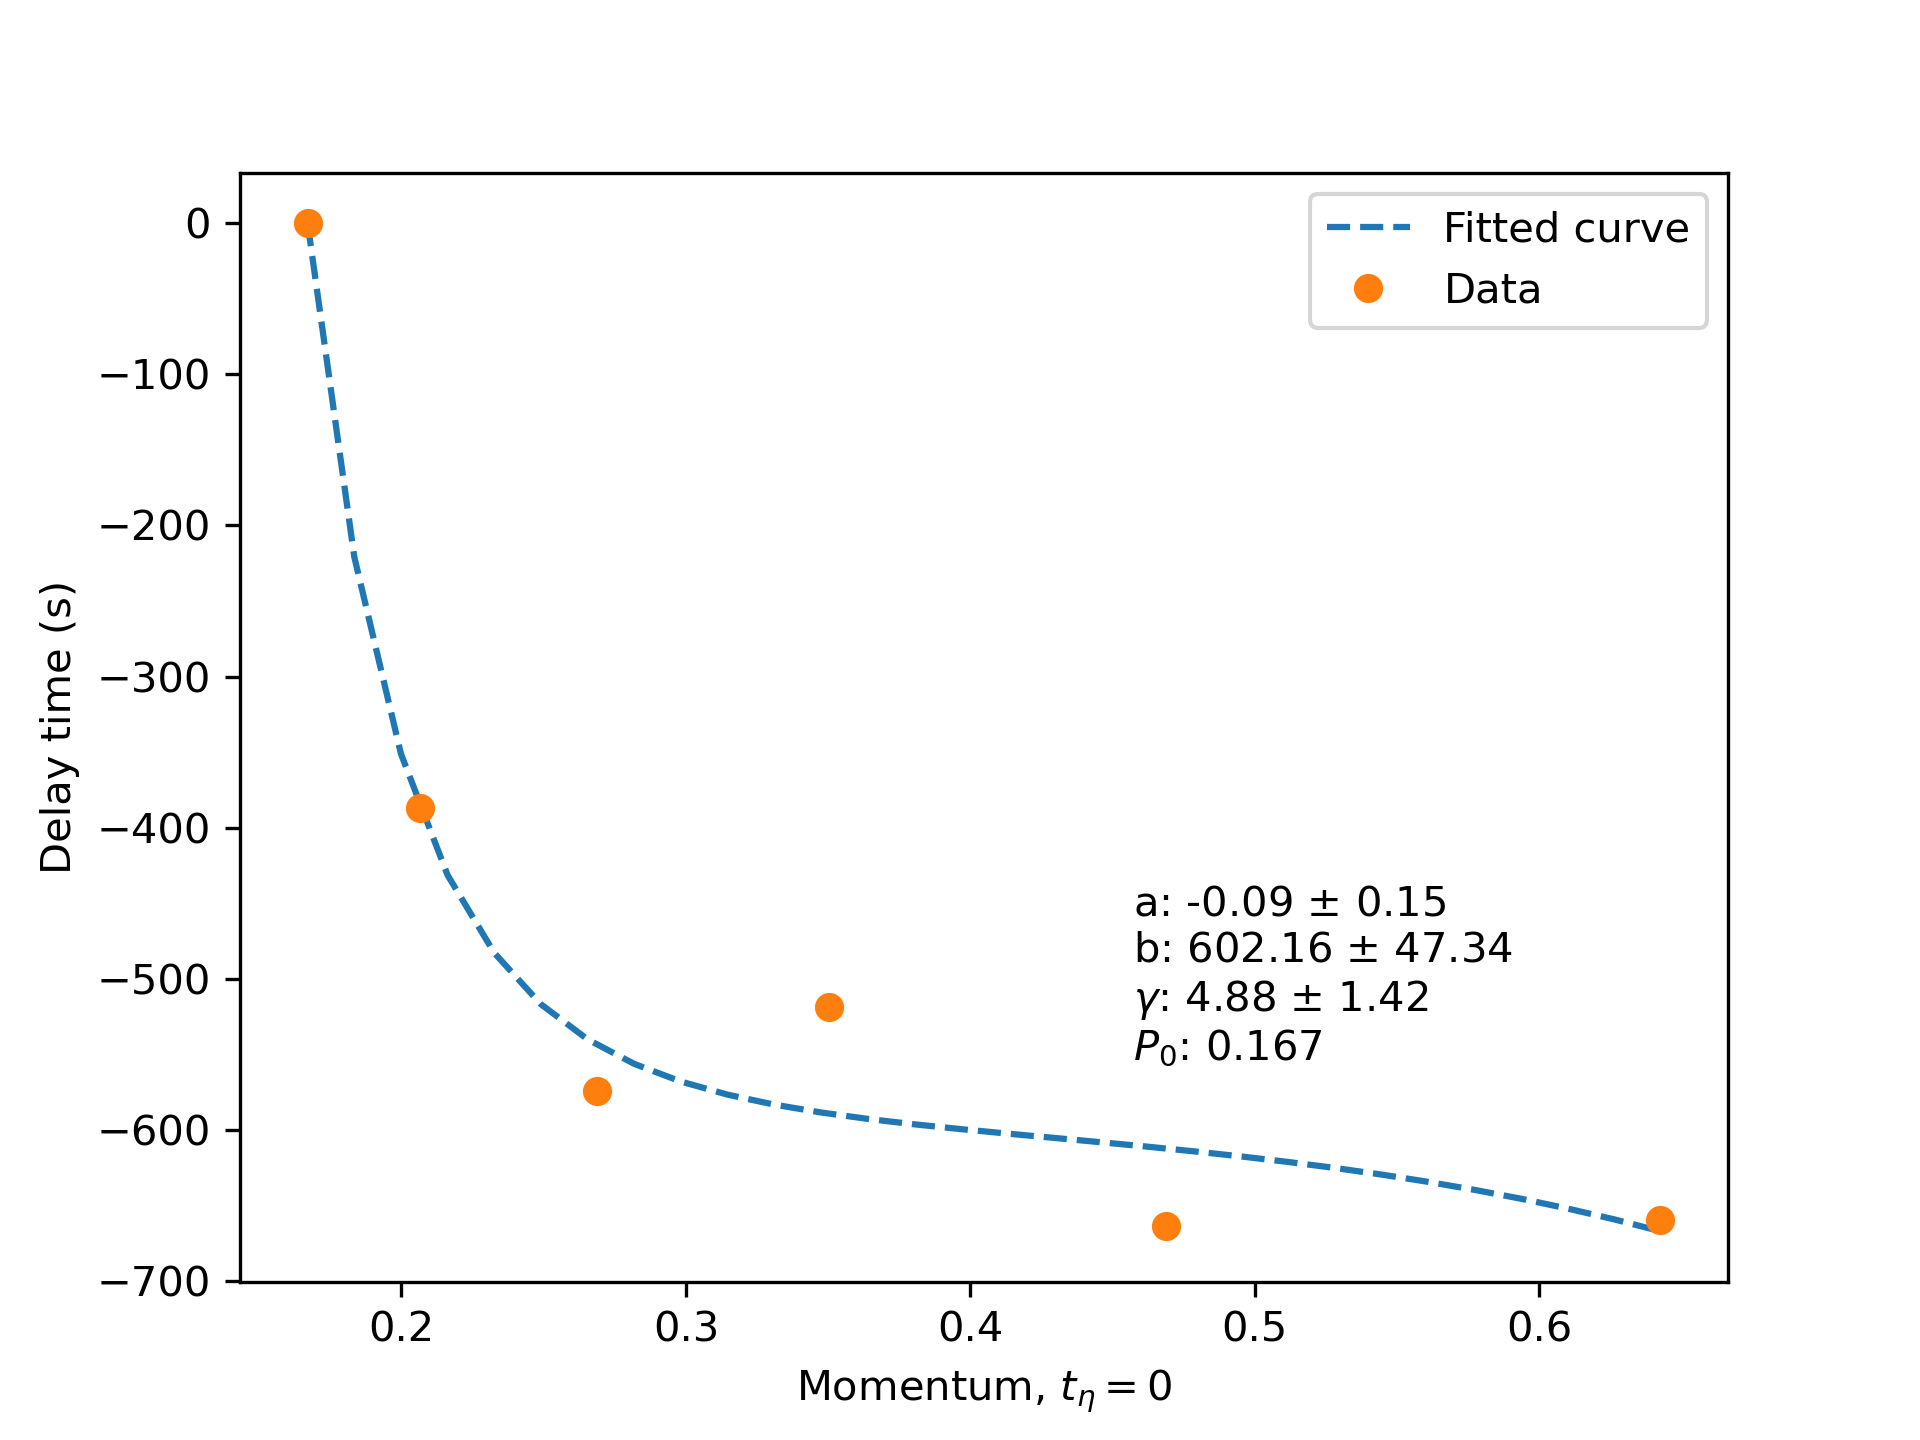 Fitted curve
Data
0
−100
−200
−300
−400
−500
−600
−700
Delay time (s)
a: -0.09 ± 0.15
b: 602.16 ± 47.34
γ: 4.88 ± 1.42
P₀: 0.167
0.2 0.3 0.4 0.5 0.6
Momentum, tη = 0